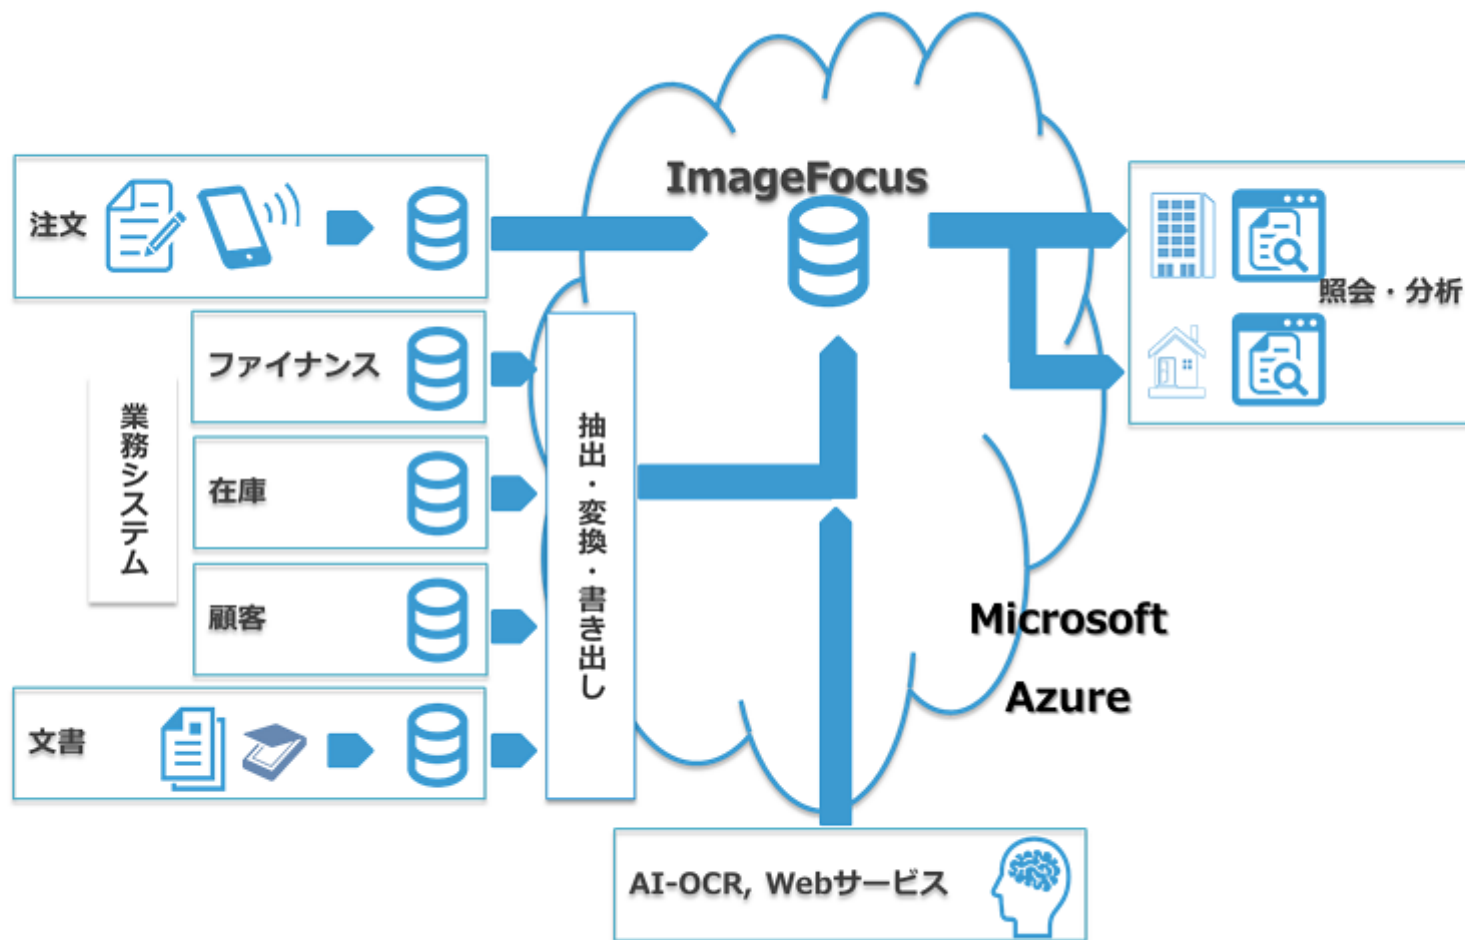 ImageFocus
注文
照会・分析
ファイナンス
業務システム
在庫
抽出・変換・書き出し
顧客
Microsoft
Azure
文書
AI-OCR, Webサービス